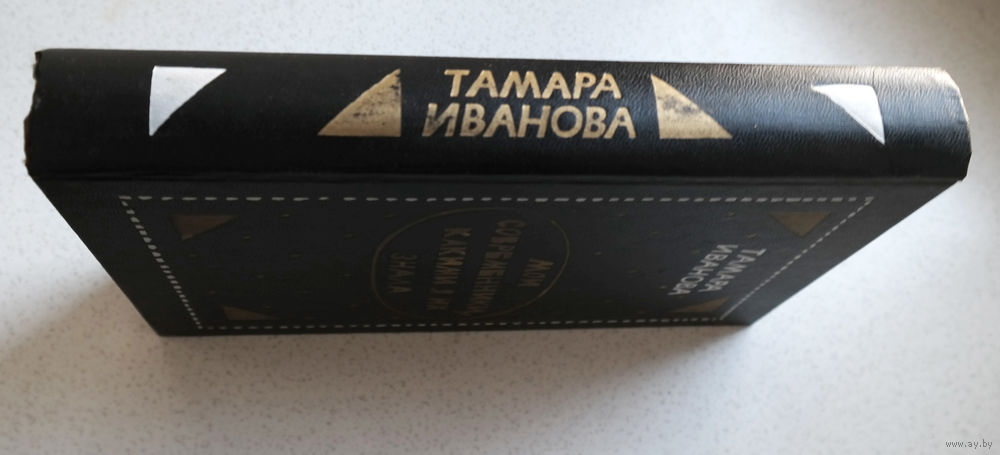 ТАМАРА
ИВАНОВА
ТАМАРА
ИВАНОВА
МОИ
СОВРЕМЕННИКИ,
КАКИМИ Я ИХ
ЗНАЛА
www.ay.by